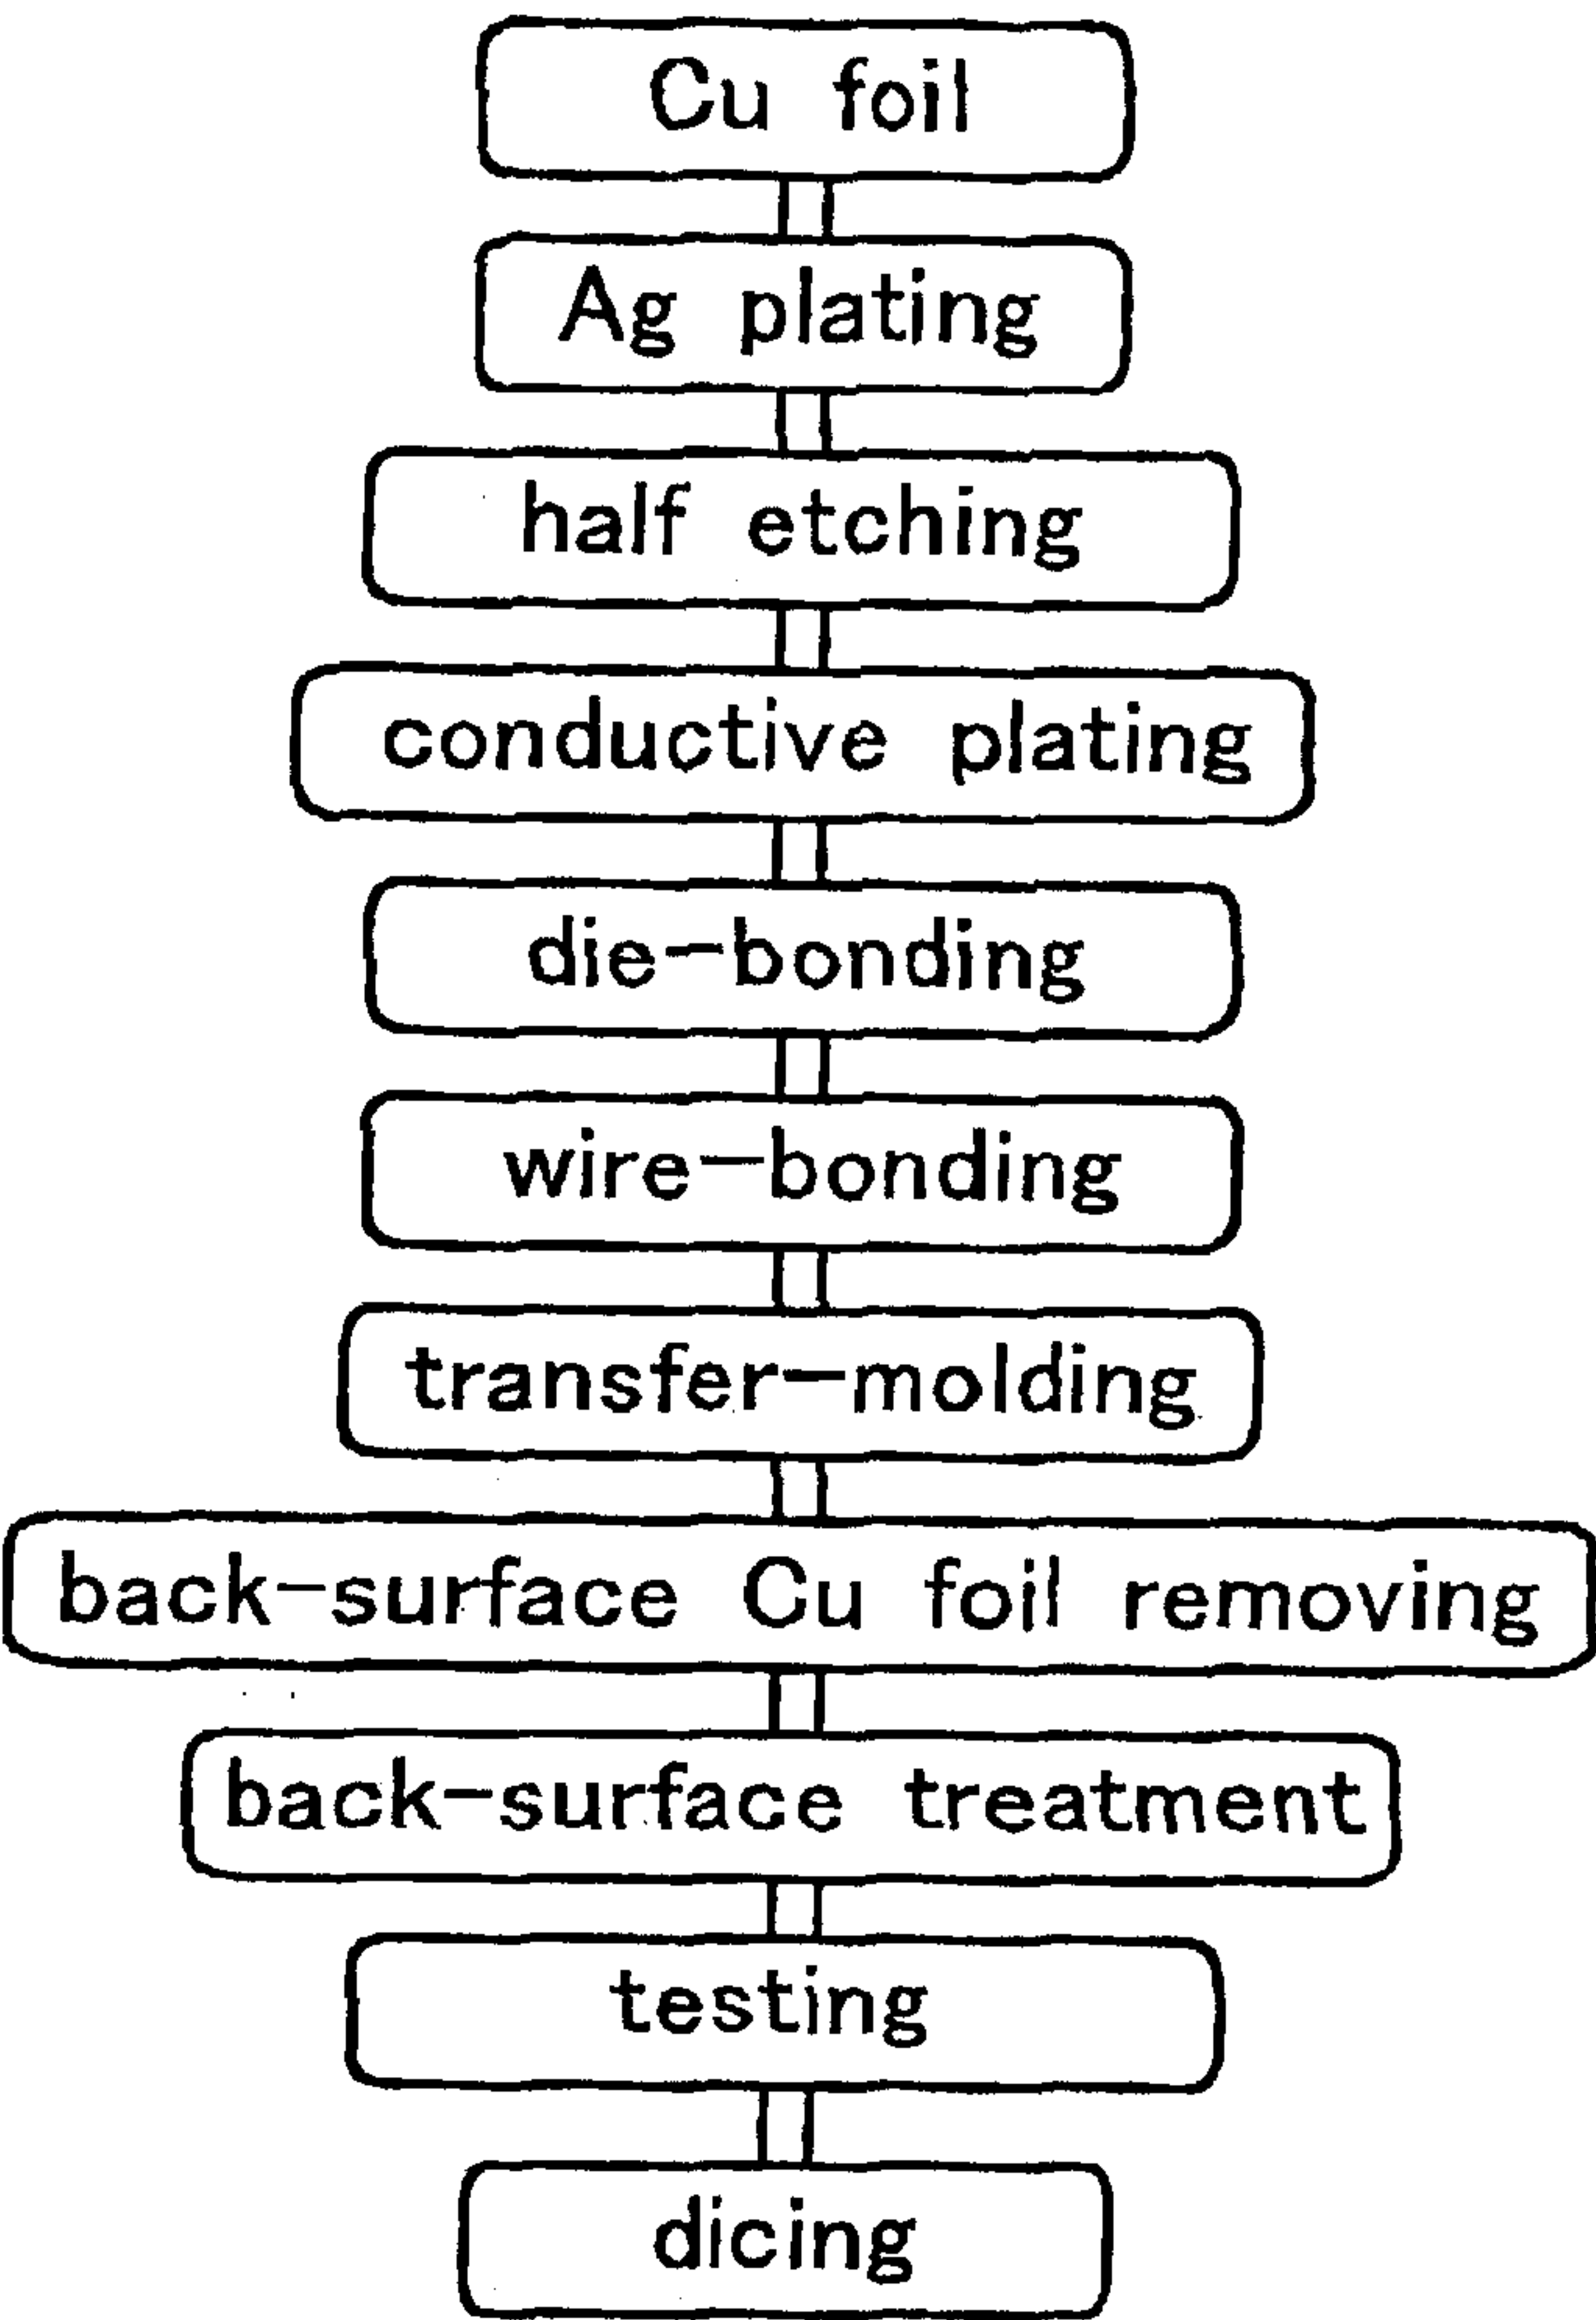 Cu foil
Ag plating
half etching
conductive plating
die-bonding
wire-bonding
transfer-molding
back-surface Cu foil removing
back-surface treatment
testing
dicing